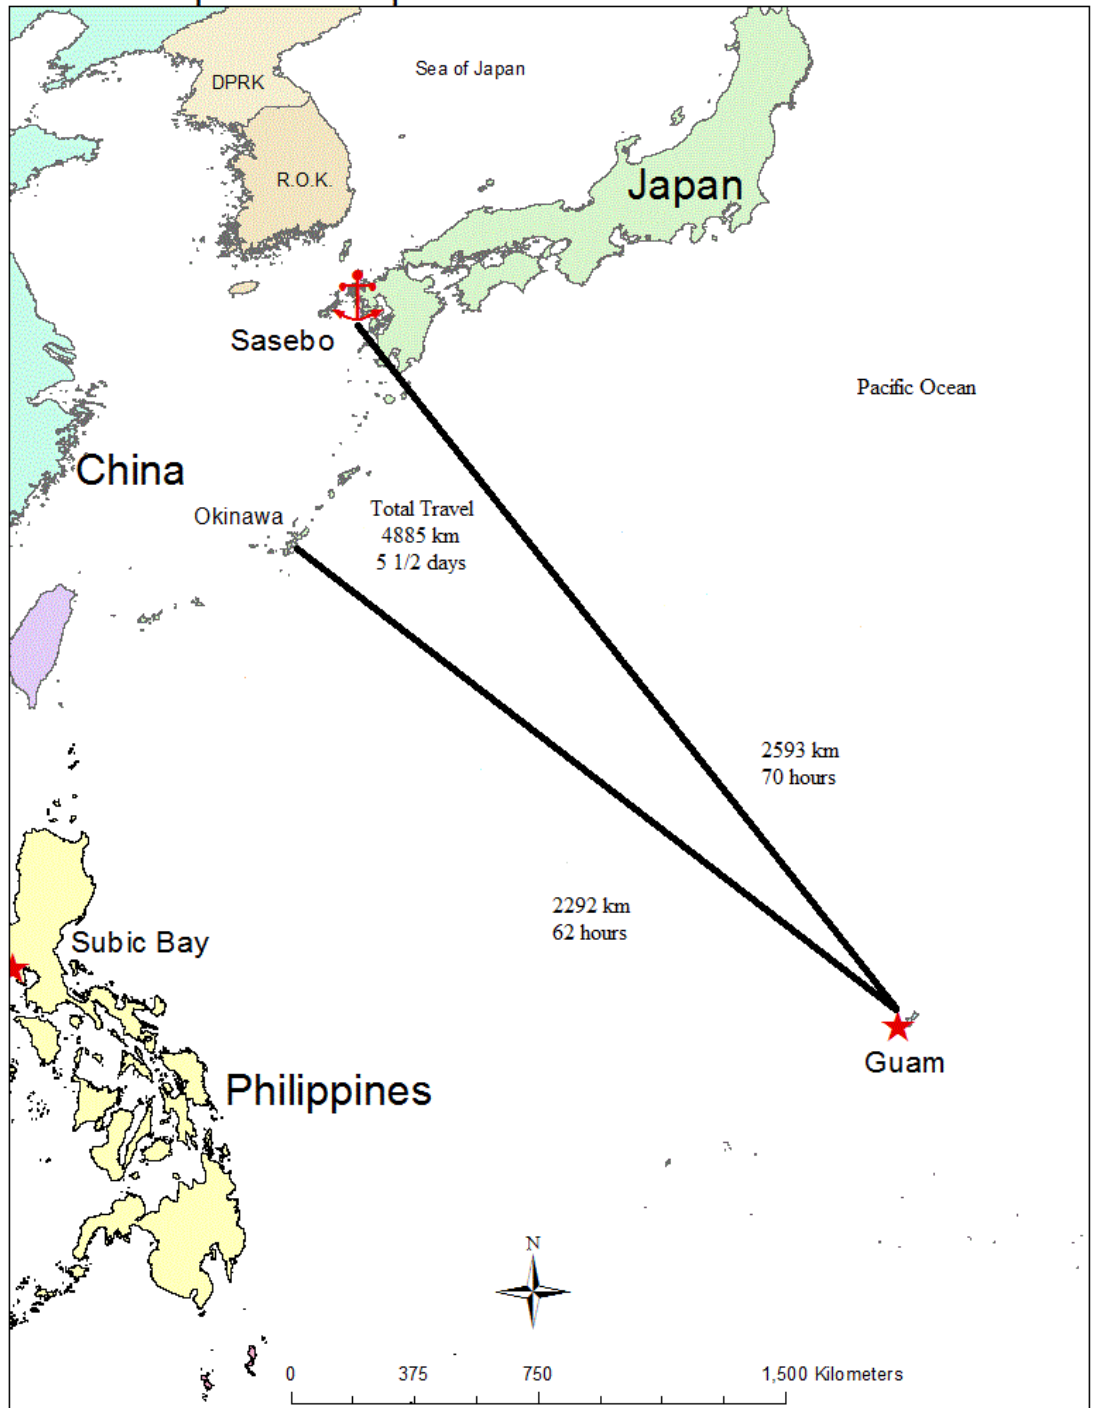 Sea of Japan
DPRK
R.O.K.
Japan
Sasebo
Pacific Ocean
China
Okinawa
Total Travel
4885 km
5 1/2 days
2593 km
70 hours
2292 km
62 hours
Subic Bay
Guam
Philippines
N
0 375 750 1,500 Kilometers